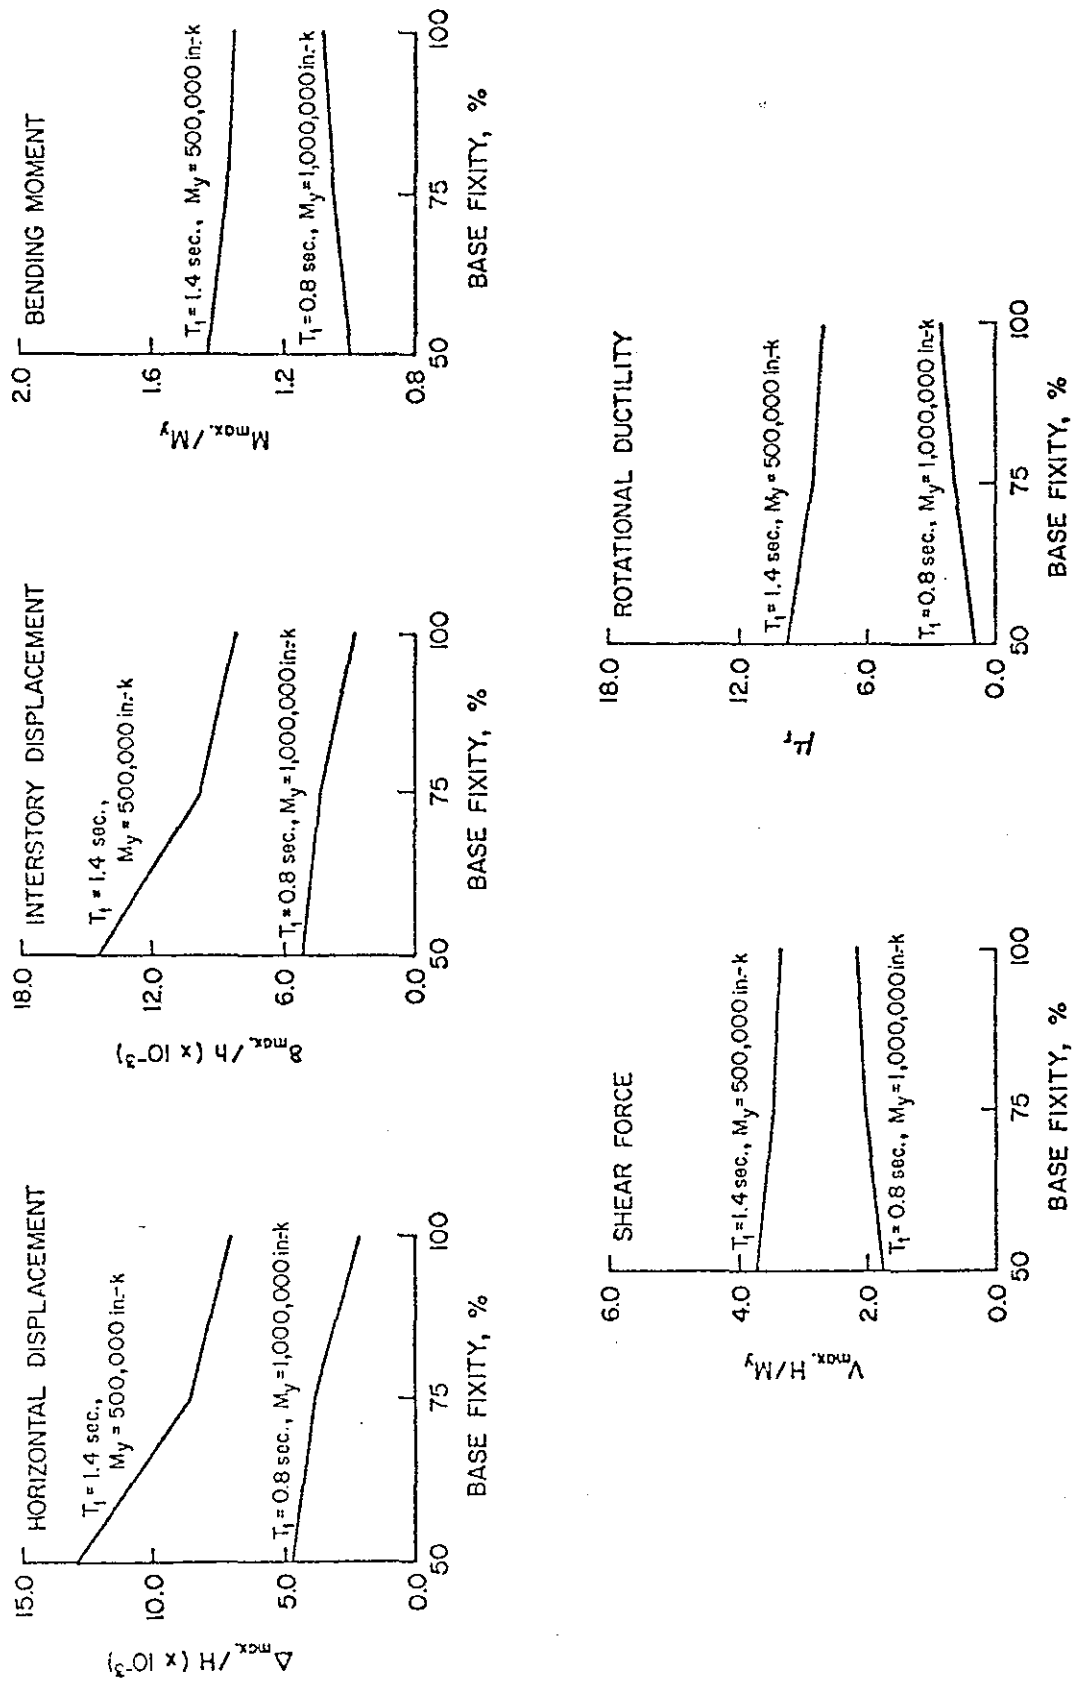 HORIZONTAL DISPLACEMENT
15.0
10.0
5.0
0.0
Δmax./H (x 10-3)
T1=1.4 sec.,
My = 500,000 in.-k
T1=0.8 sec., My=1,000,000 in.-k
50
75
100
BASE FIXITY, %
INTERSTORY DISPLACEMENT
18.0
12.0
6.0
0.0
δmax./h (x 10-3)
T1 = 1.4 sec.,
My = 500,000 in.-k
T1=0.8 sec., My=1,000,000 in.-k
50
75
100
BASE FIXITY, %
BENDING MOMENT
2.0
1.6
1.2
0.8
Mmax./My
T1=1.4 sec., My = 500,000 in.-k
T1=0.8 sec., My=1,000,000 in.-k
50
75
100
BASE FIXITY, %
SHEAR FORCE
6.0
4.0
2.0
0.0
Vmax. H/My
T1=1.4 sec., My=500,000 in.-k
T1=0.8 sec., My=1,000,000 in.-k
50
75
100
BASE FIXITY, %
ROTATIONAL DUCTILITY
18.0
12.0
6.0
0.0
μr
T1=1.4 sec., My=500,000 in.-k
T1=0.8 sec., My=1,000,000 in.-k
50
75
100
BASE FIXITY, %